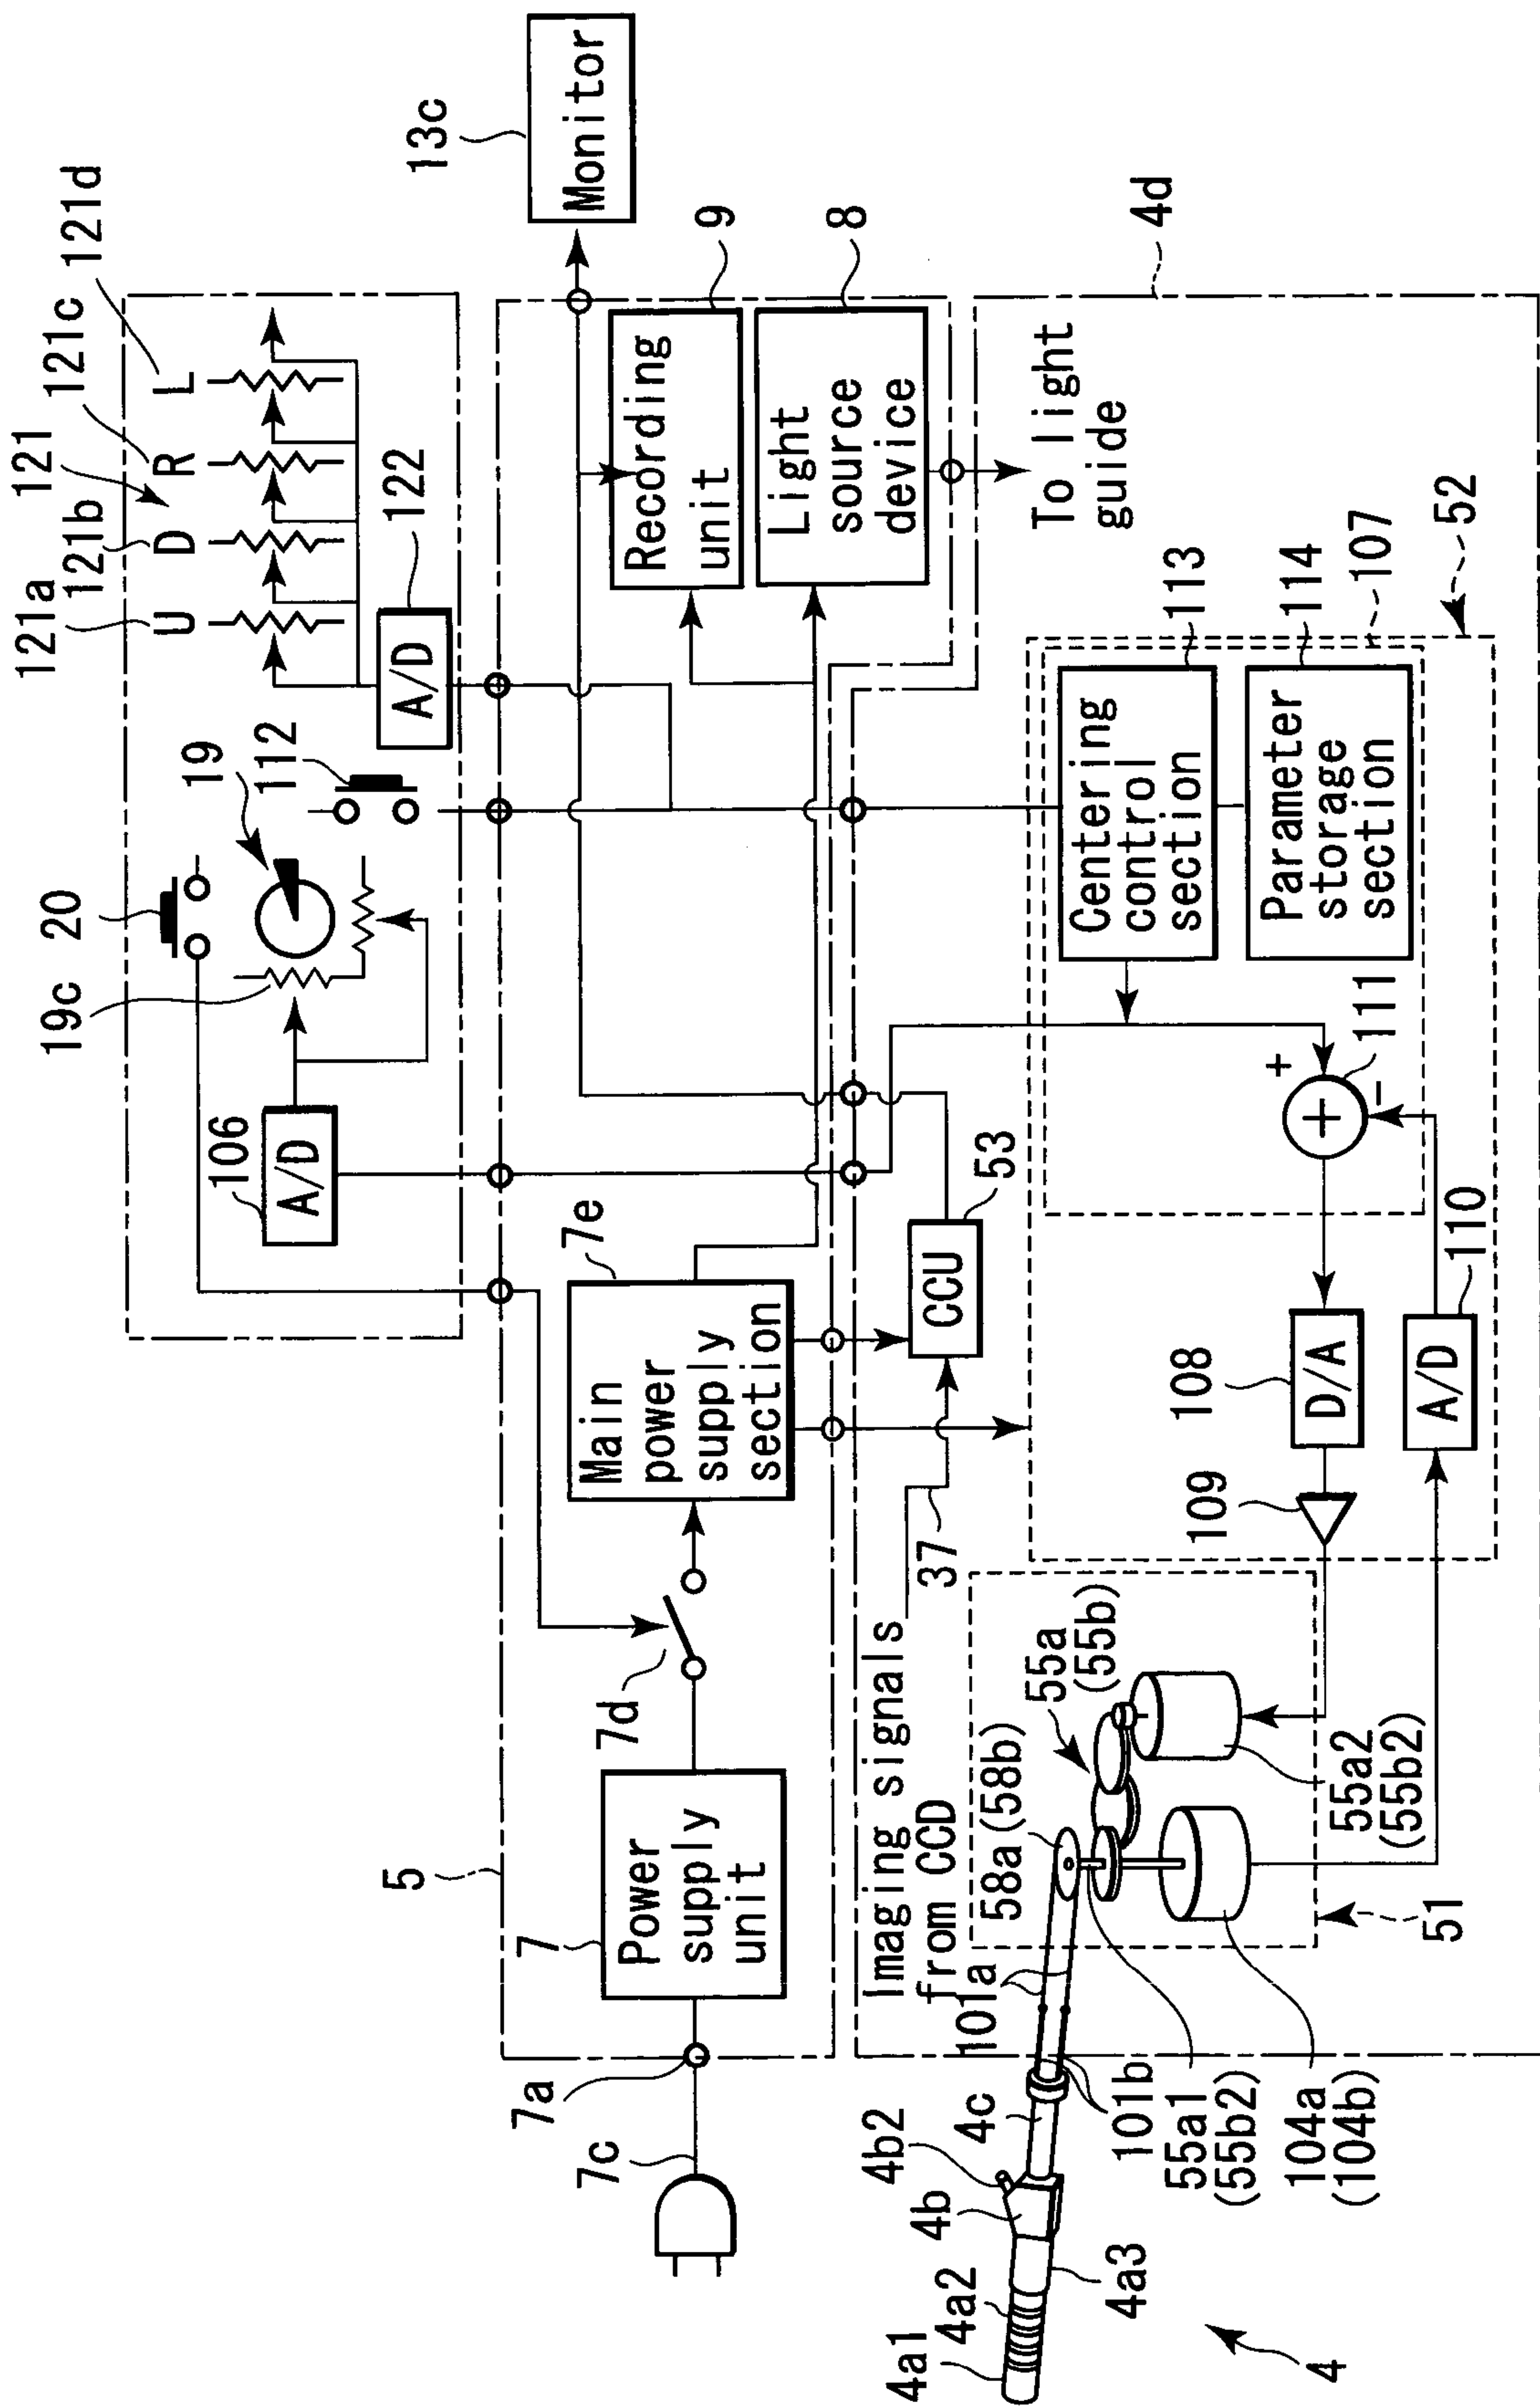 13c
Monitor
121
121a
121b
121c
121d
U
D
R
L
122
A/D
20
19
112
19c
106
A/D
9
Recording
unit
8
Light
source
device
To light
guide
4d
5
7e
Main
power
supply
section
7d
7
Power
supply
unit
7a
7c
53
CCU
37
Imaging signals
from CCD
52
107
113
Centering
control
section
114
Parameter
storage
section
111
+
+
-
108
D/A
109
110
A/D
51
55a
(55b)
58a(58b)
55a2
(55b2)
101a
101b
55a1
(55b2)
104a
(104b)
4c
4b2
4b
4a3
4a2
4a1
4